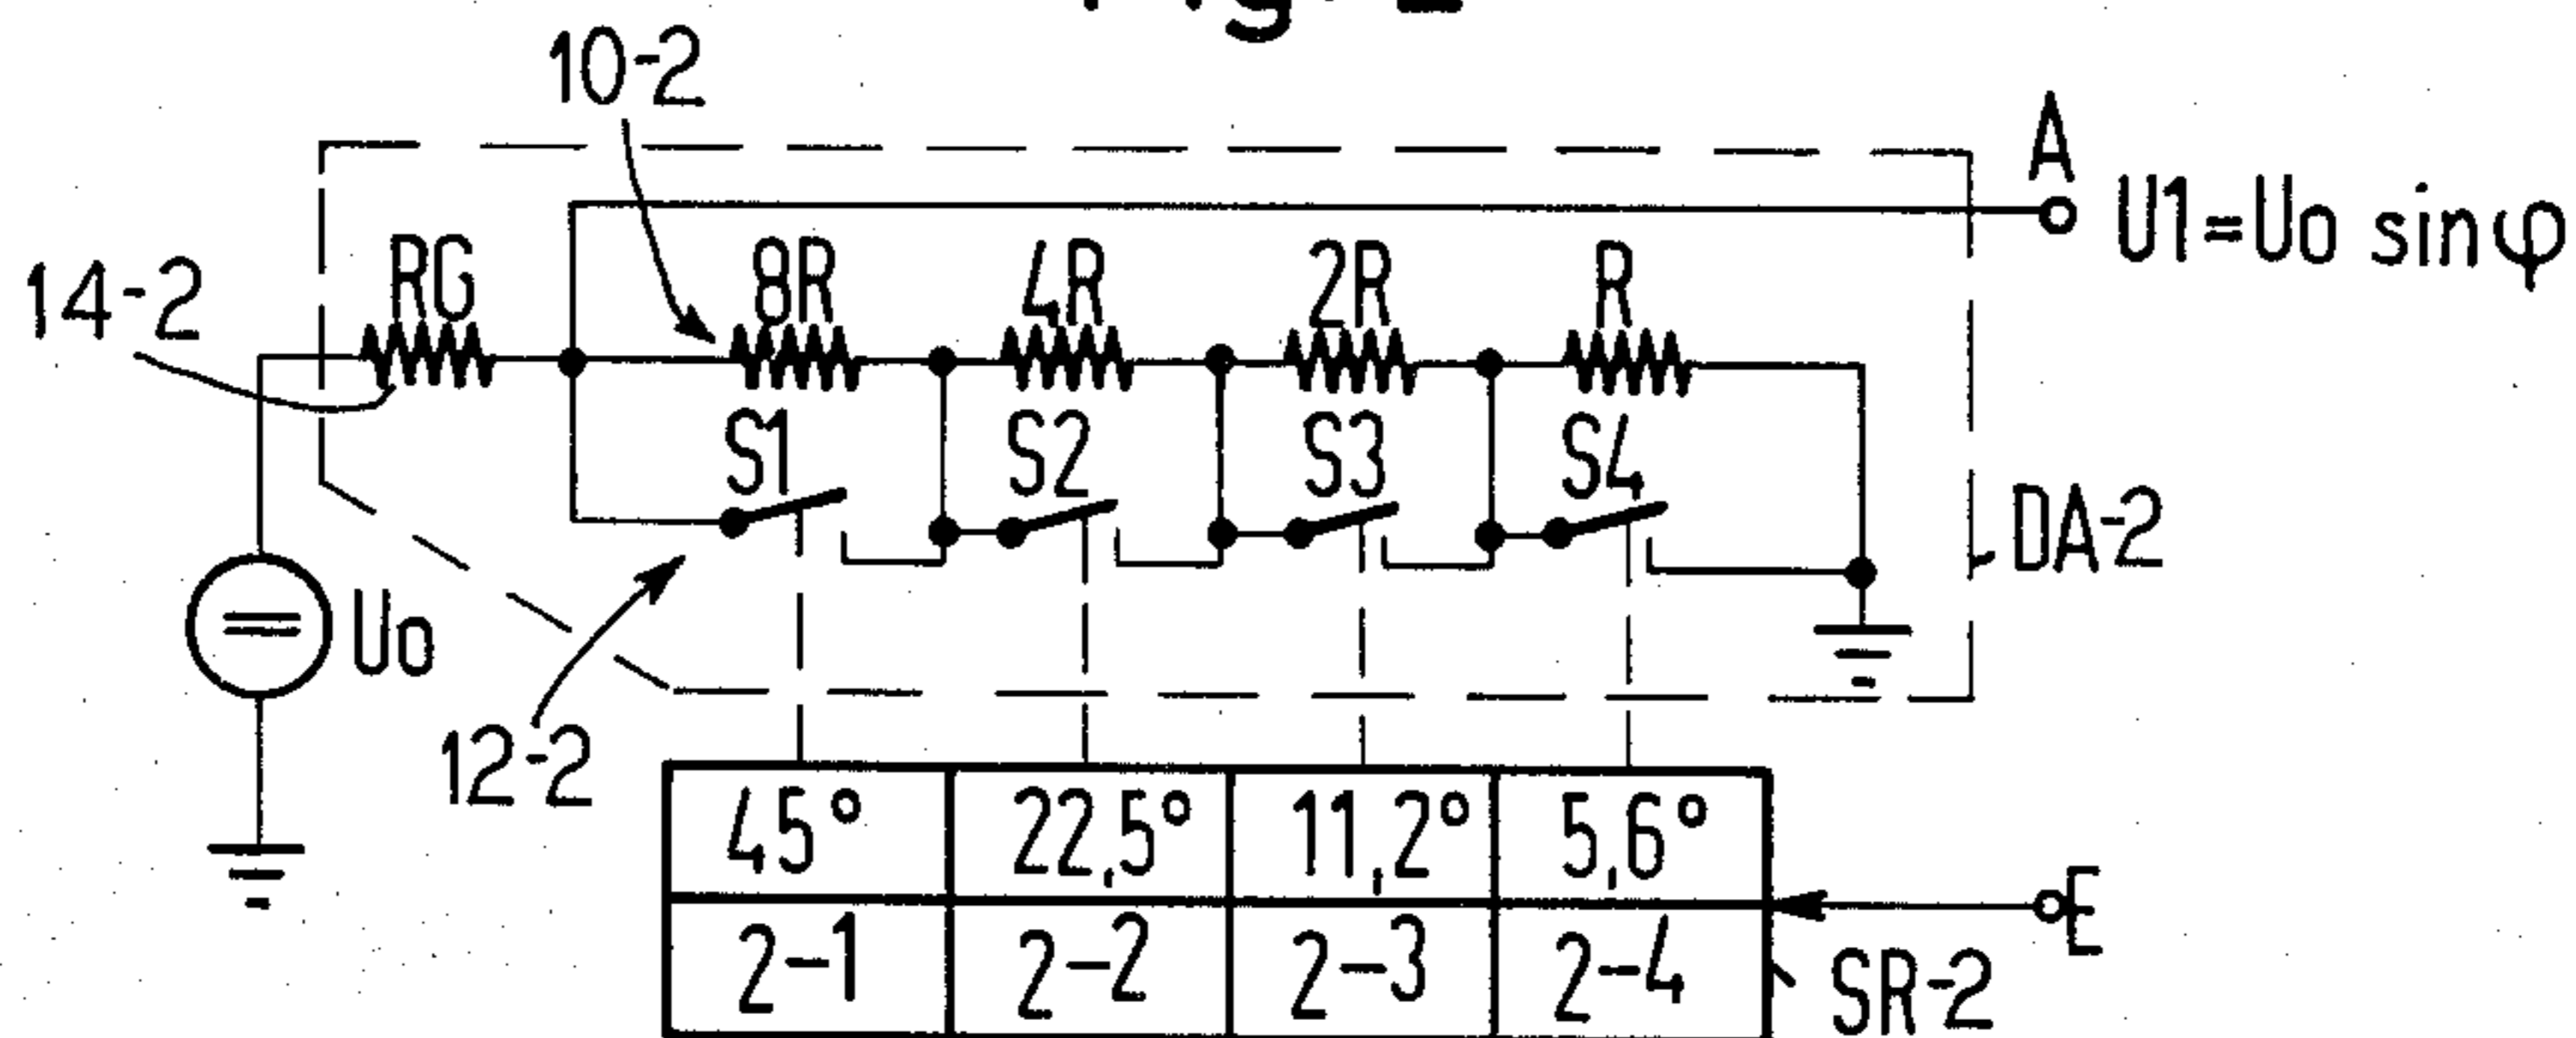 10-2
A
U1=Uo sinφ
14-2
RG
8R
4R
2R
R
S1
S2
S3
S4
DA-2
Uo
12-2
45°
22,5°
11,2°
5,6°
E
2-1
2-2
2-3
2-4
SR-2